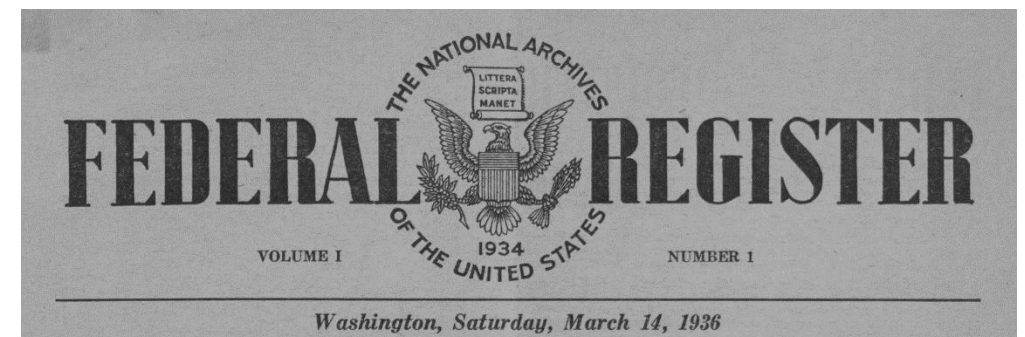 THE NATIONAL ARCHIVES
LITTERA
SCRIPTA
MANET
FEDERAL REGISTER
OF THE UNITED STATES
1934
VOLUME I
NUMBER 1
Washington, Saturday, March 14, 1936